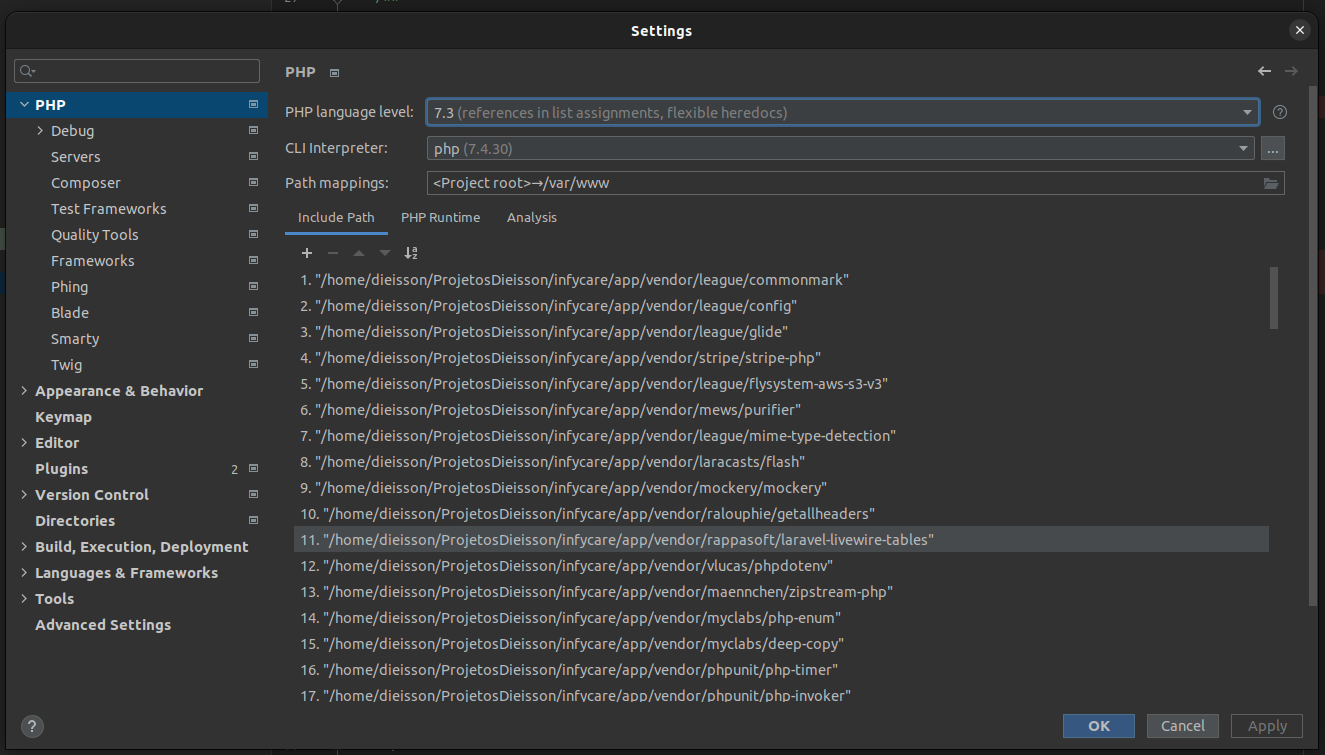 Settings
PHP
Debug
Servers
Composer
Test Frameworks
Quality Tools
Frameworks
Phing
Blade
Smarty
Twig
Appearance & Behavior
Keymap
Editor
Plugins 2
Version Control
Directories
Build, Execution, Deployment
Languages & Frameworks
Tools
Advanced Settings
PHP
PHP language level: 7.3 (references in list assignments, flexible heredocs)
CLI Interpreter: php (7.4.30) ...
Path mappings: <Project root>→/var/www
Include Path PHP Runtime Analysis
1. "/home/dieisson/ProjetosDieisson/infycare/app/vendor/league/commonmark"
2. "/home/dieisson/ProjetosDieisson/infycare/app/vendor/league/config"
3. "/home/dieisson/ProjetosDieisson/infycare/app/vendor/league/glide"
4. "/home/dieisson/ProjetosDieisson/infycare/app/vendor/stripe/stripe-php"
5. "/home/dieisson/ProjetosDieisson/infycare/app/vendor/league/flysystem-aws-s3-v3"
6. "/home/dieisson/ProjetosDieisson/infycare/app/vendor/mews/purifier"
7. "/home/dieisson/ProjetosDieisson/infycare/app/vendor/league/mime-type-detection"
8. "/home/dieisson/ProjetosDieisson/infycare/app/vendor/laracasts/flash"
9. "/home/dieisson/ProjetosDieisson/infycare/app/vendor/mockery/mockery"
10. "/home/dieisson/ProjetosDieisson/infycare/app/vendor/ralouphie/getallheaders"
11. "/home/dieisson/ProjetosDieisson/infycare/app/vendor/rappasoft/laravel-livewire-tables"
12. "/home/dieisson/ProjetosDieisson/infycare/app/vendor/vlucas/phpdotenv"
13. "/home/dieisson/ProjetosDieisson/infycare/app/vendor/maennchen/zipstream-php"
14. "/home/dieisson/ProjetosDieisson/infycare/app/vendor/myclabs/php-enum"
15. "/home/dieisson/ProjetosDieisson/infycare/app/vendor/myclabs/deep-copy"
16. "/home/dieisson/ProjetosDieisson/infycare/app/vendor/phpunit/php-timer"
17. "/home/dieisson/ProjetosDieisson/infycare/app/vendor/phpunit/php-invoker"
? OK Cancel Apply